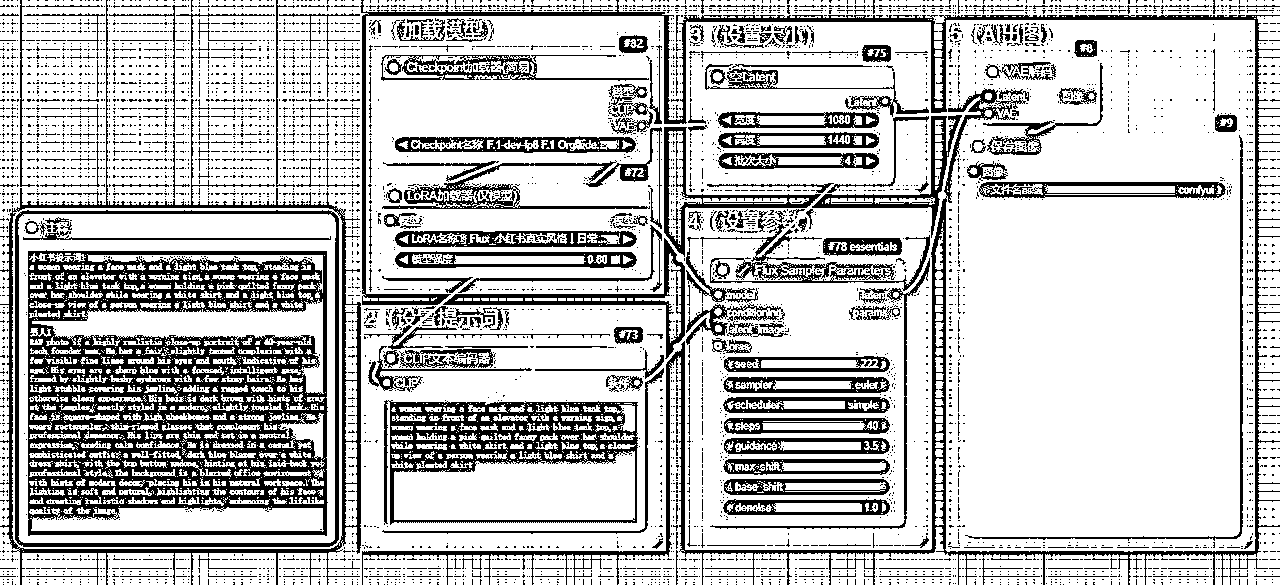 注释
小红书提示词:
a woman wearing a face mask and a light blue tank top, standing in
front of an elevator with a warning sign,a woman wearing a face mask
and a light blue tank top,a woman holding a pink quilted fanny pack
over her shoulder while wearing a white shirt and a light blue top,a
close-up view of a person wearing a light blue shirt and a white
pleated skirt
photo is a highly realistic close-up portrait of a 40-year-old
tech founder man. He has a fair, slightly tanned complexion with a
few visible fine lines around his eyes and mouth, indicative of his
age. His eyes are a sharp blue with a focused, intelligent gaze,
framed by slightly bushy eyebrows with a few stray hairs. He has
light stubble covering his jawline, adding a rugged touch to his
otherwise clean appearance. His hair is dark brown with hints of gray
at the temples, neatly styled in a modern, slightly tousled look. His
face is square-shaped with high cheekbones and a strong jawline. He
wears rectangular, thin-rimmed glasses that complement his
professional demeanor. His lips are thin and set in a neutral
expression, exuding calm confidence. He is dressed in a casual yet
sophisticated outfit: a well-fitted, dark blue blazer over a white
dress shirt, with the top button undone, hinting at his laid-back yet
professional style. The background is a blurred office environment
with hints of modern decor, placing him in his natural workspace. The
lighting is soft and natural, highlighting the contours of his face
and creating realistic shadows and highlights, enhancing the lifelike
quality of the image.
1 (加载模型)
#82
Checkpoint加载器(简易)
模型
CLIP
VAE
Checkpoint名称 F.1-dev-fp8 F.1
#72
LoRA加载器(仅模型)
模型
模型
LoRA名称 Flux_小红书真实风格丨日常...
模型强度 0.80
2 (设置提示词)
#73
CLIP文本编码器
CLIP
条件
a woman wearing a face mask and a light blue tank top,
standing in front of an elevator with a warning sign,a
woman wearing a face mask and a light blue tank top,a
woman holding a pink quilted fanny pack over her shoulder
while wearing a white shirt and a light blue top,a close-
up view of a person wearing a light blue shirt and a
white pleated skirt
3 (设置大小)
#75
空Latent
Latent
宽度 1080
高度 1440
批次大小 4
4 (设置参数)
#78 essentials
Flux Sampler Parameters
model
latent
conditioning
params
latent_image
loras
seed 222
sampler euler
scheduler simple
steps 40
guidance 3.5
max_shift
base_shift
denoise 1.0
5 (AI出图)
#8
VAE解码
Latent
图像
VAE
#9
保存图像
图像
文件名前缀 comfyui